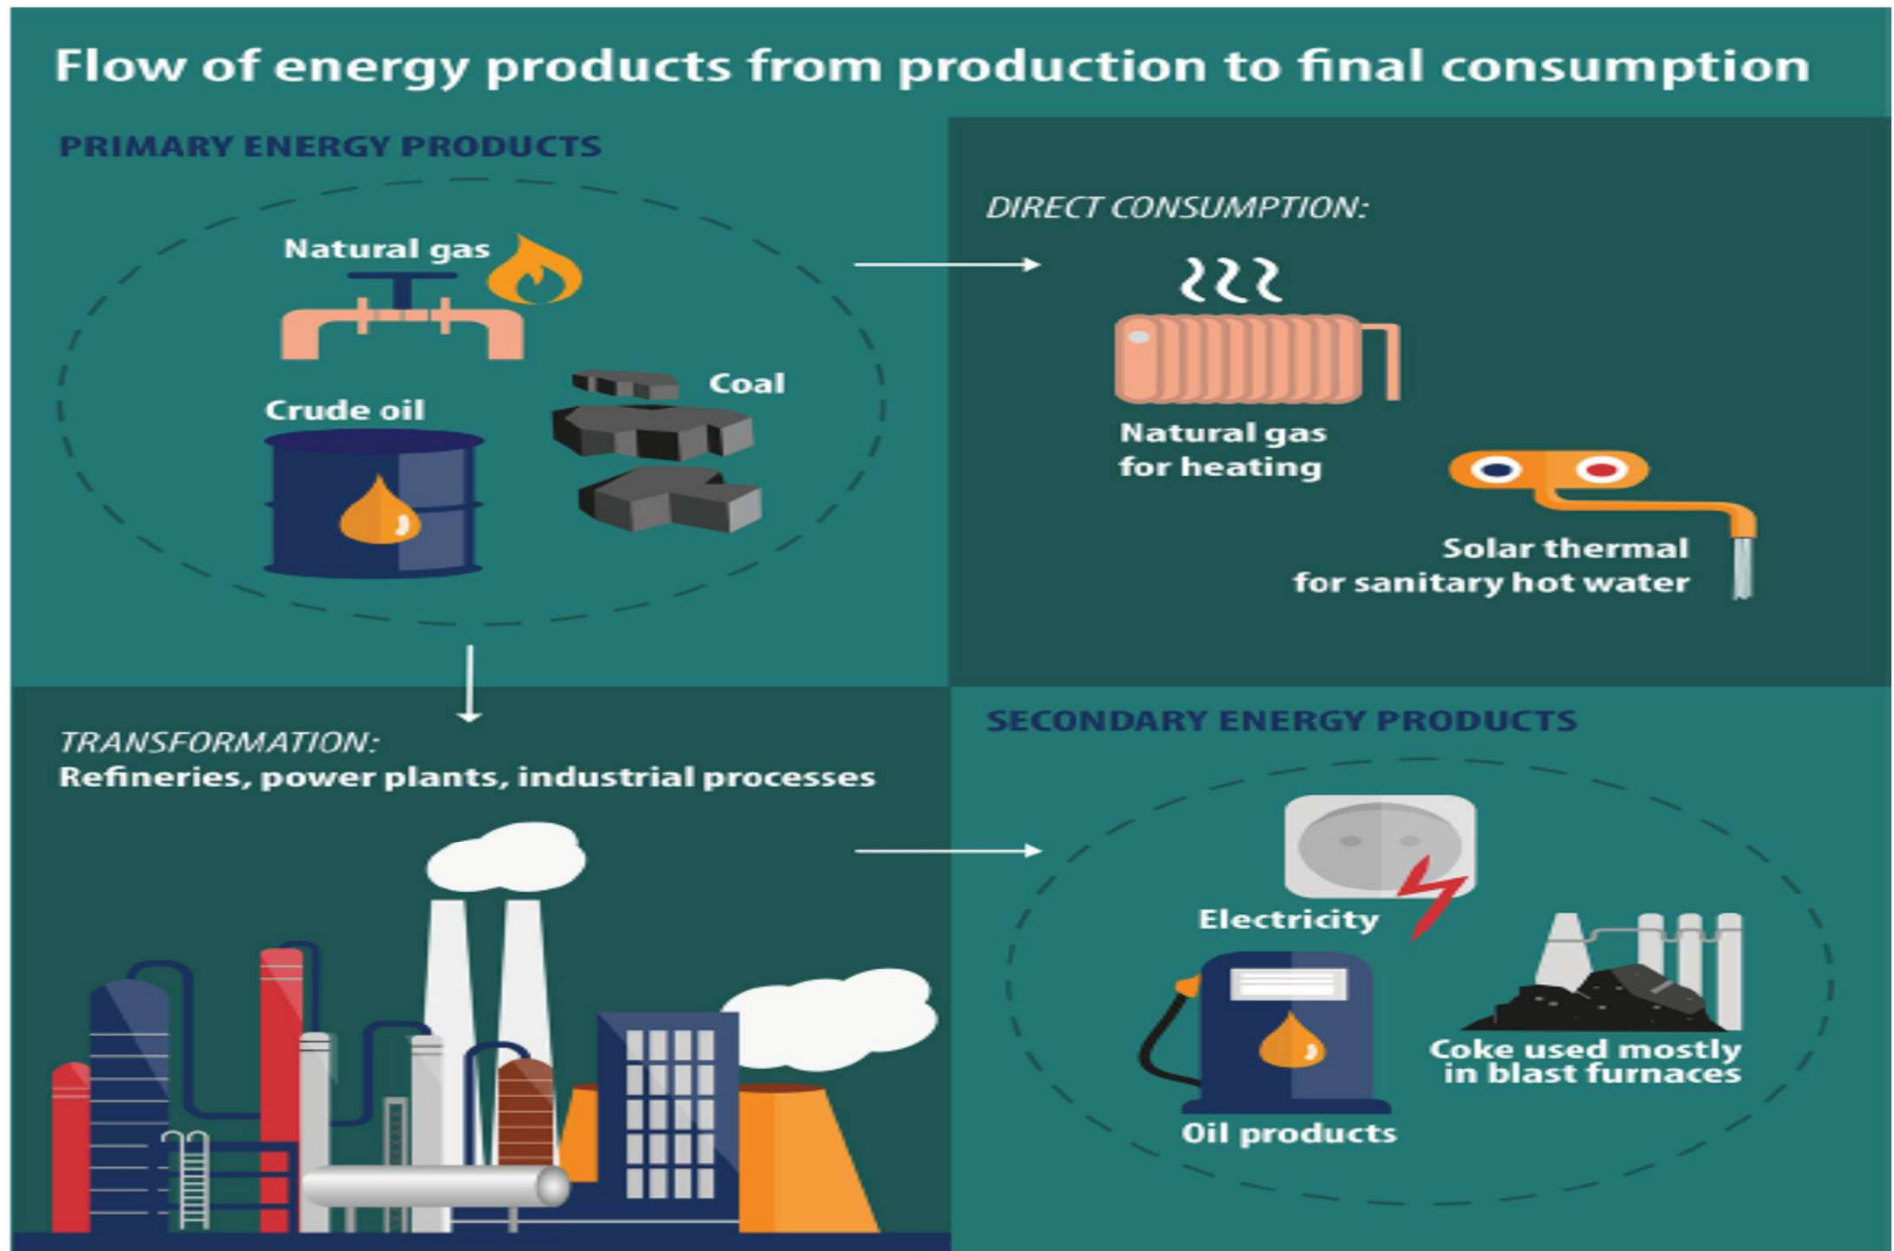 Flow of energy products from production to final consumption
PRIMARY ENERGY PRODUCTS
Natural gas
Crude oil
Coal
DIRECT CONSUMPTION:
Natural gas
for heating
Solar thermal
for sanitary hot water
TRANSFORMATION:
Refineries, power plants, industrial processes
SECONDARY ENERGY PRODUCTS
Electricity
Oil products
Coke used mostly
in blast furnaces